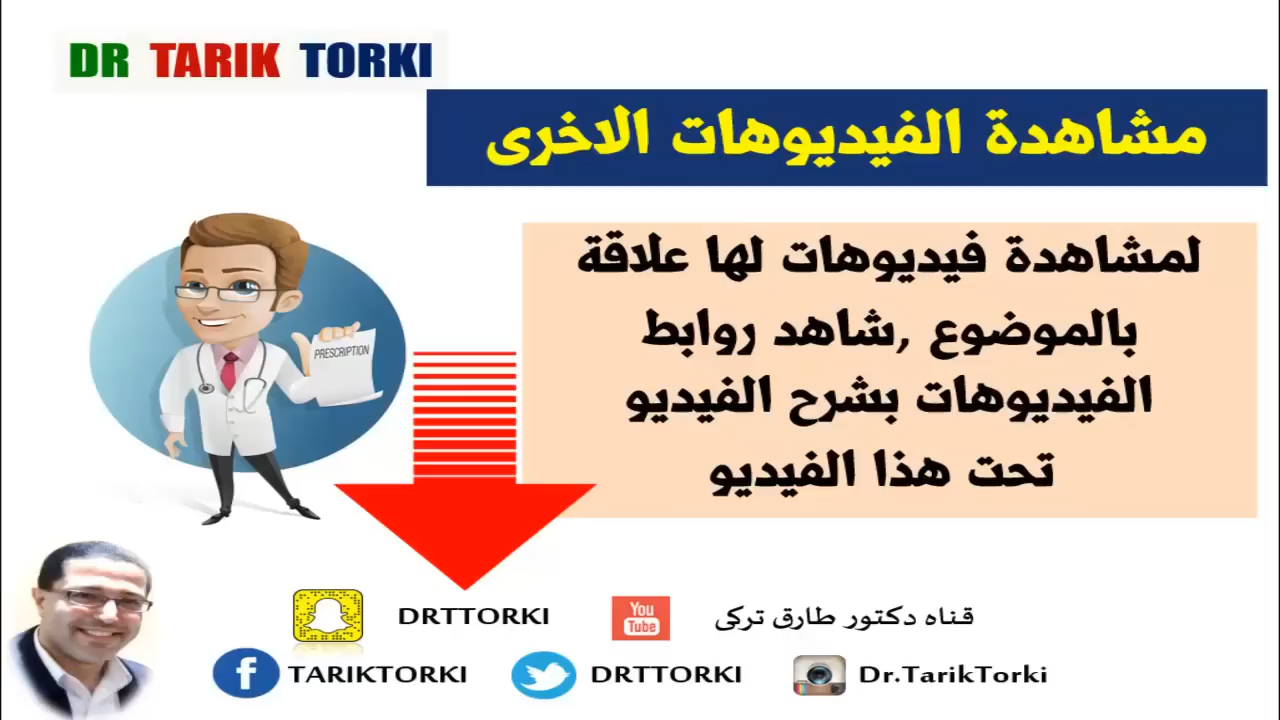 DR TARIK TORKI
مشاهدة الفيديوهات الاخرى
لمشاهدة فيديوهات لها علاقة
بالموضوع ,شاهد روابط
الفيديوهات بشرح الفيديو
تحت هذا الفيديو
PRESCRIPTION
DRTTORKI
You Tube
قناه دكتور طارق تركى
TARIKTORKI
DRTTORKI
Dr.TarikTorki